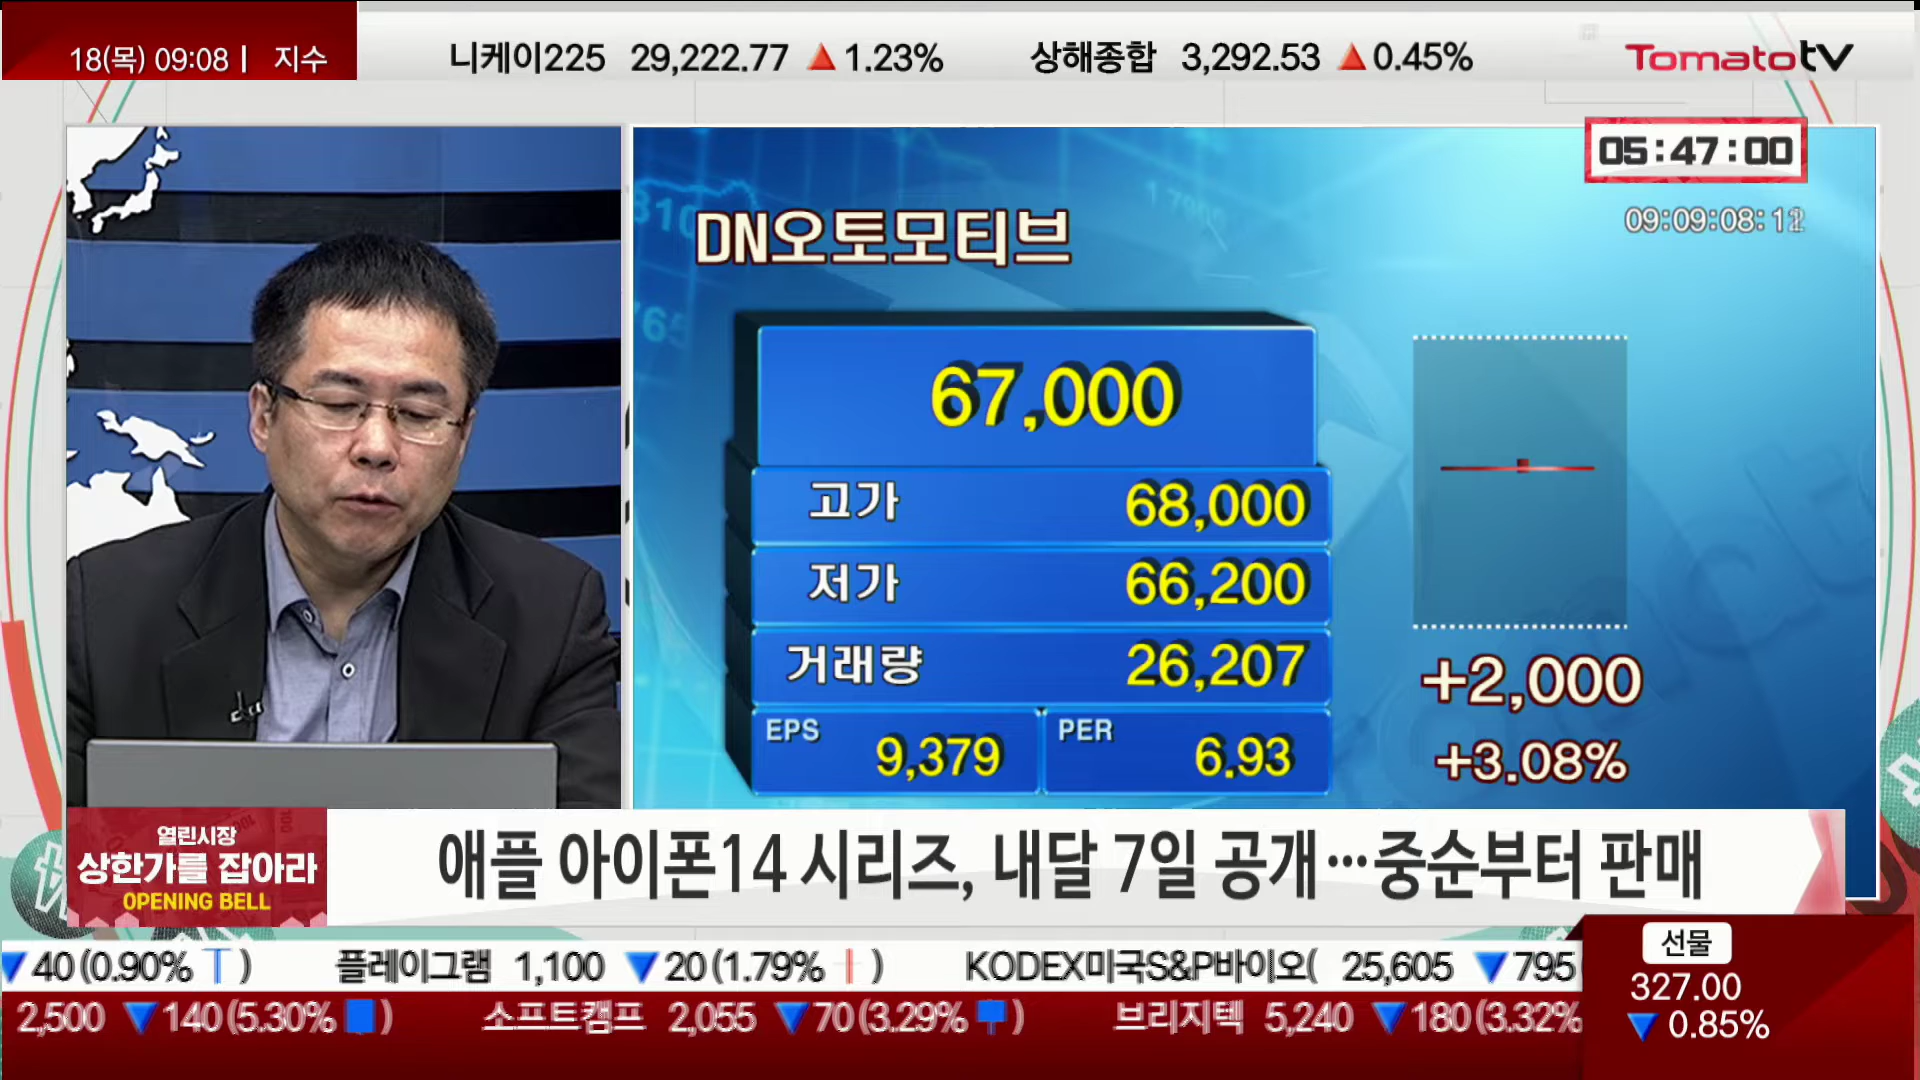 18(목) 09:08 | 지수 니케이225 29,222.77 ▲1.23% 상해종합 3,292.53 ▲0.45% Tomatotv
05:47:00
09:09:08:12
DN오토모티브
67,000
고가 68,000
저가 66,200
거래량 26,207
EPS 9,379 PER 6.93
+2,000
+3.08%
열린시장
상한가를 잡아라
OPENING BELL
애플 아이폰14 시리즈, 내달 7일 공개…중순부터 판매
▼40(0.90% ) 플레이그램 1,100 ▼20(1.79% ) KODEX미국S&P바이오( 25,605 ▼795
2,500 ▼140(5.30% ) 소프트캠프 2,055 ▼70(3.29% ) 브리지텍 5,240 ▼180(3.32%
선물
327.00
▼0.85%